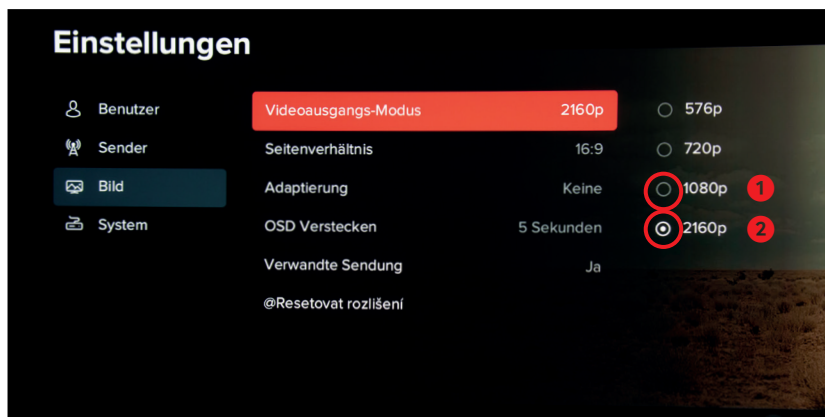 Einstellungen
Benutzer
Sender
Bild
System
Videoausgangs-Modus 2160p
Seitenverhältnis 16:9
Adaptierung Keine
OSD Verstecken 5 Sekunden
Verwandte Sendung Ja
@Resetovat rozlišení
576p
720p
1080p 1
2160p 2